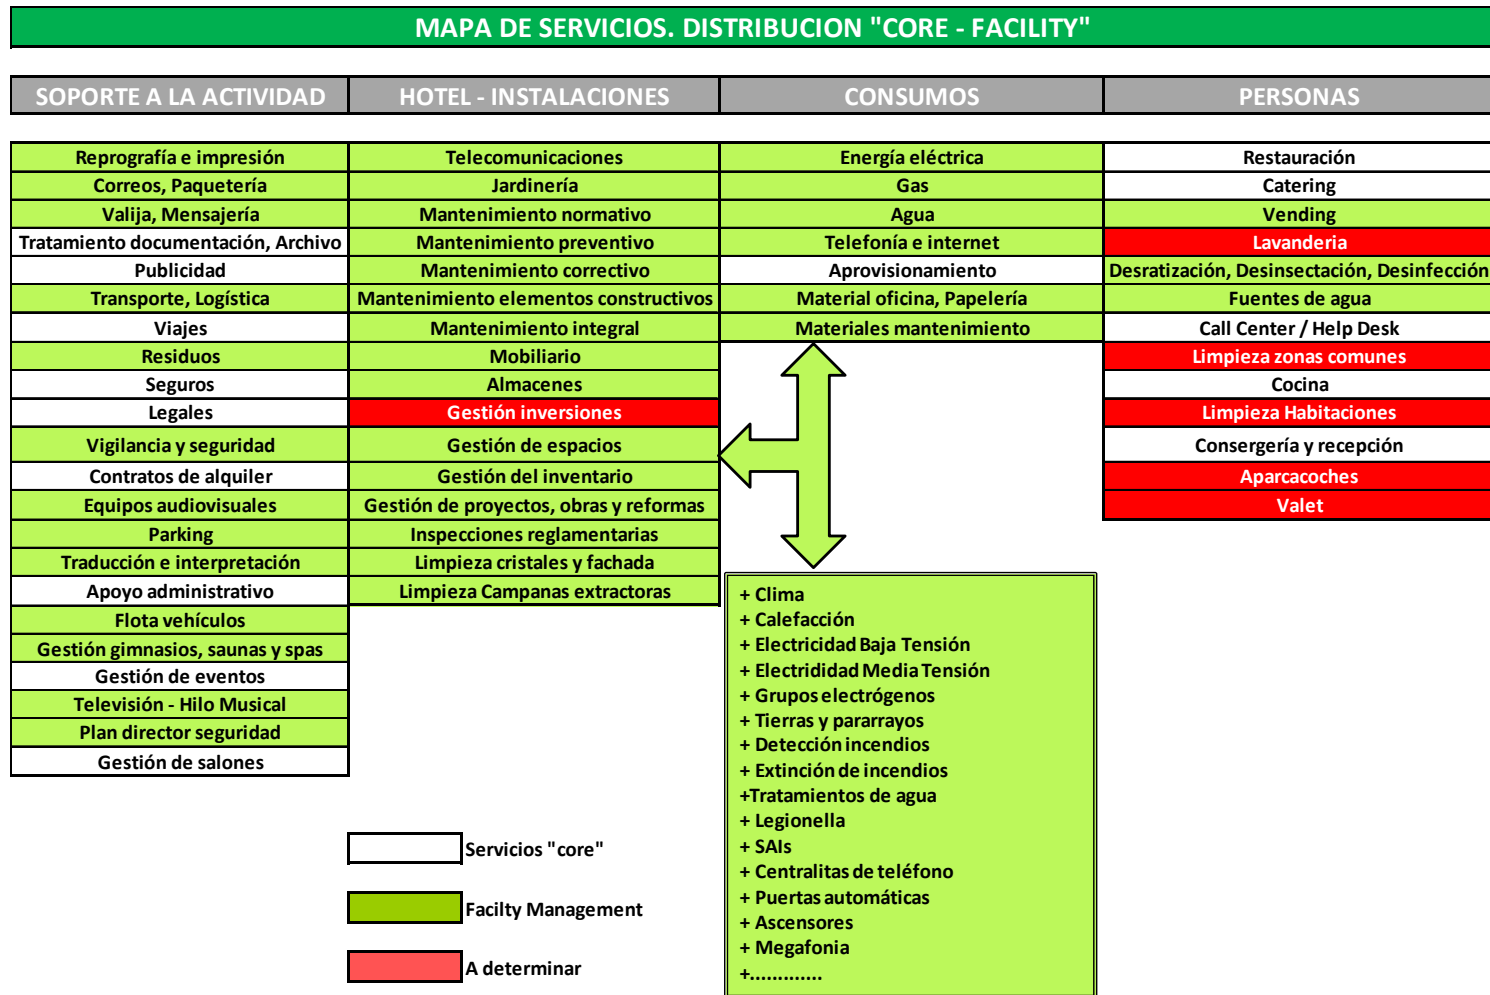 MAPA DE SERVICIOS. DISTRIBUCION "CORE - FACILITY"
SOPORTE A LA ACTIVIDAD
Reprografía e impresión
Correos, Paquetería
Valija, Mensajería
Tratamiento documentación, Archivo
Publicidad
Transporte, Logística
Viajes
Residuos
Seguros
Legales
Vigilancia y seguridad
Contratos de alquiler
Equipos audiovisuales
Parking
Traducción e interpretación
Apoyo administrativo
Flota vehículos
Gestión gimnasios, saunas y spas
Gestión de eventos
Televisión - Hilo Musical
Plan director seguridad
Gestión de salones
HOTEL - INSTALACIONES
Telecomunicaciones
Jardinería
Mantenimiento normativo
Mantenimiento preventivo
Mantenimiento correctivo
Mantenimiento elementos constructivos
Mantenimiento integral
Mobiliario
Almacenes
Gestión inversiones
Gestión de espacios
Gestión del inventario
Gestión de proyectos, obras y reformas
Inspecciones reglamentarias
Limpieza cristales y fachada
Limpieza Campanas extractoras
CONSUMOS
Energía eléctrica
Gas
Agua
Telefonía e internet
Aprovisionamiento
Material oficina, Papelería
Materiales mantenimiento
PERSONAS
Restauración
Catering
Vending
Lavanderia
Desratización, Desinsectación, Desinfección
Fuentes de agua
Call Center / Help Desk
Limpieza zonas comunes
Cocina
Limpieza Habitaciones
Consergería y recepción
Aparcacoches
Valet
+ Clima
+ Calefacción
+ Electricidad Baja Tensión
+ Electrididad Media Tensión
+ Grupos electrógenos
+ Tierras y pararrayos
+ Detección incendios
+ Extinción de incendios
+Tratamientos de agua
+ Legionella
+ SAIs
+ Centralitas de teléfono
+ Puertas automáticas
+ Ascensores
+ Megafonia
+.............
Servicios "core"
Facilty Management
A determinar